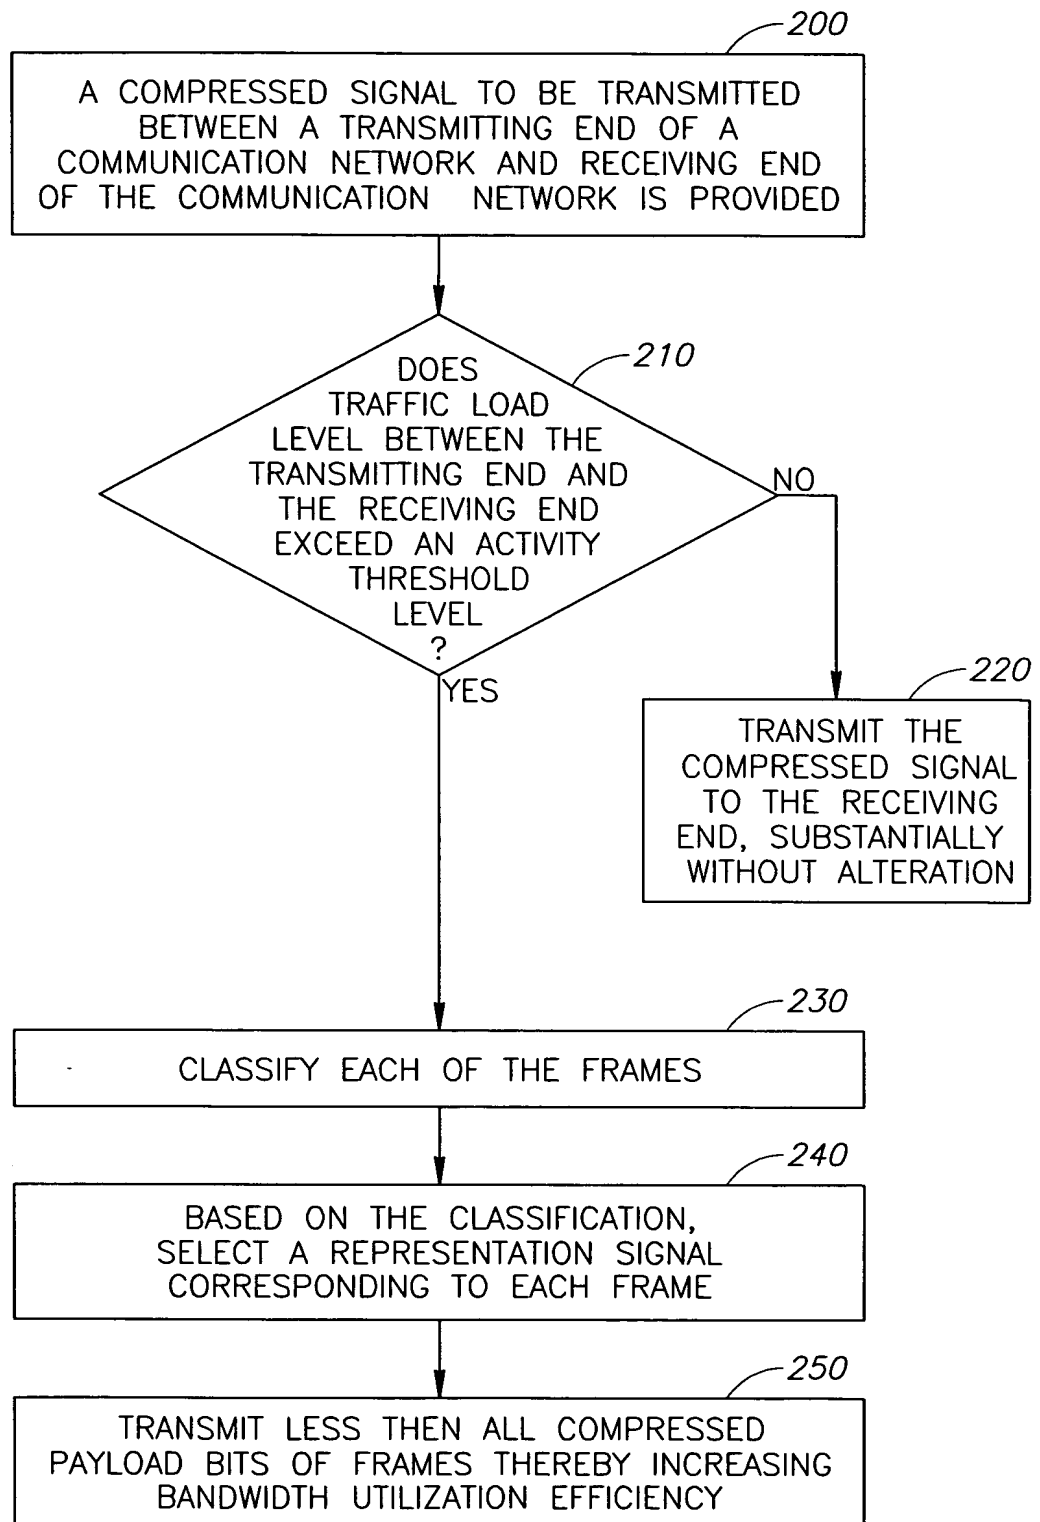 200
A COMPRESSED SIGNAL TO BE TRANSMITTED
BETWEEN A TRANSMITTING END OF A
COMMUNICATION NETWORK AND RECEIVING END
OF THE COMMUNICATION NETWORK IS PROVIDED
210
DOES
TRAFFIC LOAD
LEVEL BETWEEN THE
TRANSMITTING END AND
THE RECEIVING END
EXCEED AN ACTIVITY
THRESHOLD
LEVEL
?
NO
YES
220
TRANSMIT THE
COMPRESSED SIGNAL
TO THE RECEIVING
END, SUBSTANTIALLY
WITHOUT ALTERATION
230
CLASSIFY EACH OF THE FRAMES
240
BASED ON THE CLASSIFICATION,
SELECT A REPRESENTATION SIGNAL
CORRESPONDING TO EACH FRAME
250
TRANSMIT LESS THEN ALL COMPRESSED
PAYLOAD BITS OF FRAMES THEREBY INCREASING
BANDWIDTH UTILIZATION EFFICIENCY